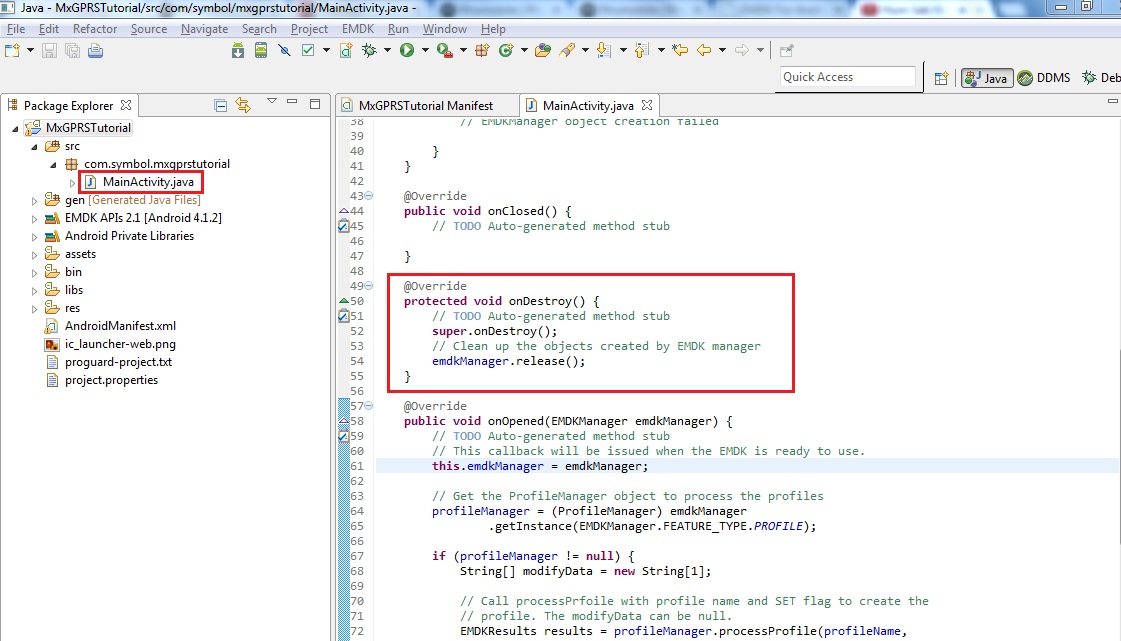 Java - MxGPRSTutorial/src/com/symbol/mxgprstutorial/MainActivity.java -
File Edit Refactor Source Navigate Search Project EMDK Run Window Help
Quick Access
Java DDMS Deb
Package Explorer
MxGPRSTutorial
src
com.symbol.mxgprstutorial
MainActivity.java
gen [Generated Java Files]
EMDK APIs 2.1 [Android 4.1.2]
Android Private Libraries
assets
bin
libs
res
AndroidManifest.xml
ic_launcher-web.png
proguard-project.txt
project.properties
MxGPRSTutorial Manifest MainActivity.java
38 // EMDKManager object creation failed
39
40 }
41 }
42
43 @Override
44 public void onClosed() {
45 // TODO Auto-generated method stub
46
47 }
48
49 @Override
50 protected void onDestroy() {
51 // TODO Auto-generated method stub
52 super.onDestroy();
53 // Clean up the objects created by EMDK manager
54 emdkManager.release();
55 }
56
57 @Override
58 public void onOpened(EMDKManager emdkManager) {
59 // TODO Auto-generated method stub
60 // This callback will be issued when the EMDK is ready to use.
61 this.emdkManager = emdkManager;
62
63 // Get the ProfileManager object to process the profiles
64 profileManager = (ProfileManager) emdkManager
65 .getInstance(EMDKManager.FEATURE_TYPE.PROFILE);
66
67 if (profileManager != null) {
68 String[] modifyData = new String[1];
69
70 // Call processPrfoile with profile name and SET flag to create the
71 // profile. The modifyData can be null.
72 EMDKResults results = profileManager.processProfile(profileName,